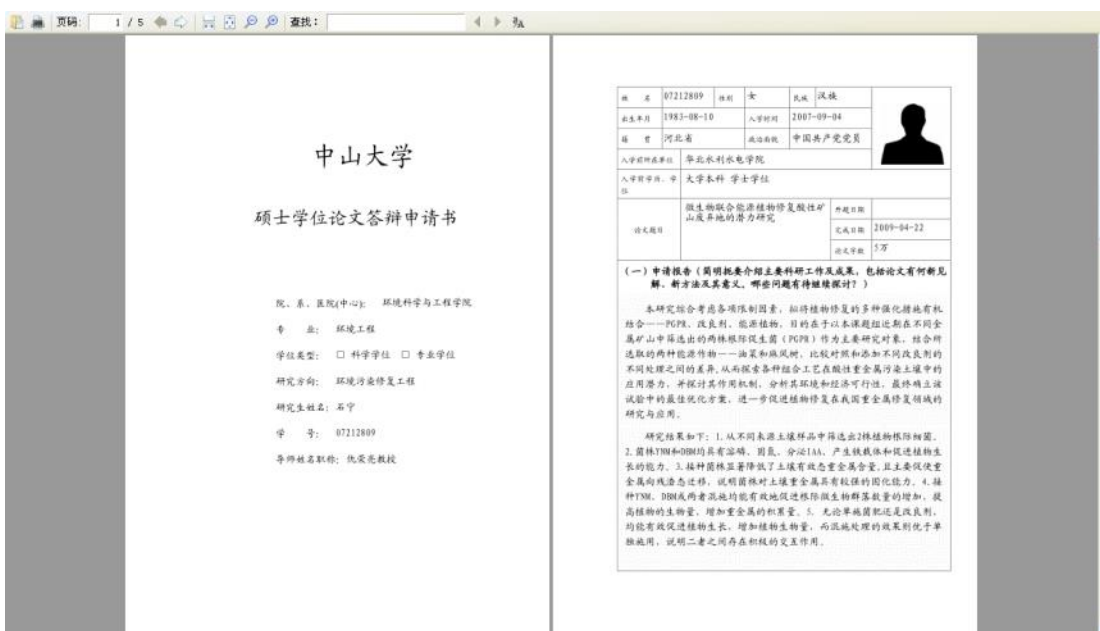 页码: 1 / 5 查找:
中山大学
硕士学位论文答辩申请书
院、系、医院(中心): 环境科学与工程学院
专 业: 环境工程
学位类型: □ 科学学位 □ 专业学位
研究方向: 环境污染修复工程
研究生姓名: 石宁
学 号: 07212809
导师姓名职称: 仇荣亮教授
姓 名 07212809 性别 女 民族 汉族
出生年月 1983-08-10 入学时间 2007-09-04
籍 贯 河北省 政治面貌 中国共产党党员
入学前所在单位 华北水利水电学院
入学前学历、学位 大学本科 学士学位
论文题目 微生物联合能源植物修复酸性矿
山废弃地的潜力研究
开题日期
完成日期 2009-04-22
论文字数 5万
(一)申请报告(简明扼要介绍主要科研工作及成果,包括论文有何新见
解、新方法及其意义,哪些问题有待继续探讨?)
本研究综合考虑各项限制因素,拟将植物修复的多种强化措施有机
结合——PGPR、改良剂、能源植物,目的在于以本课题组近期在不同金
属矿山中筛选出的两株根际促生菌(PGPR)作为主要研究对象,结合所
选取的两种能源作物——油菜和麻风树,比较对照和添加不同改良剂的
不同处理之间的差异,从而探索各种组合工艺在酸性重金属污染土壤中的
应用潜力,并探讨其作用机制,分析其环境和经济可行性,最终确立该
试验中的最佳优化方案,进一步促进植物修复在我国重金属修复领域的
研究与应用。
研究结果如下:1.从不同来源土壤样品中筛选出2株植物根际细菌。
2.菌株YNM和DBM均具有溶磷、固氮、分泌IAA、产生铁载体和促进植物生
长的能力。3.接种菌株显著降低了土壤有效态重金属含量,且主要促使重
金属向残渣态迁移,说明菌株对土壤重金属具有较强的固化能力。4.接
种YNM、DBM或两者混施均能有效地促进根际微生物群落数量的增加,提
高植物的生物量,增加重金属的积累量。5. 无论单施菌肥还是改良剂,
均能有效促进植物生长,增加植物生物量,而混施处理的效果则优于单
独施用,说明二者之间存在积极的交互作用。